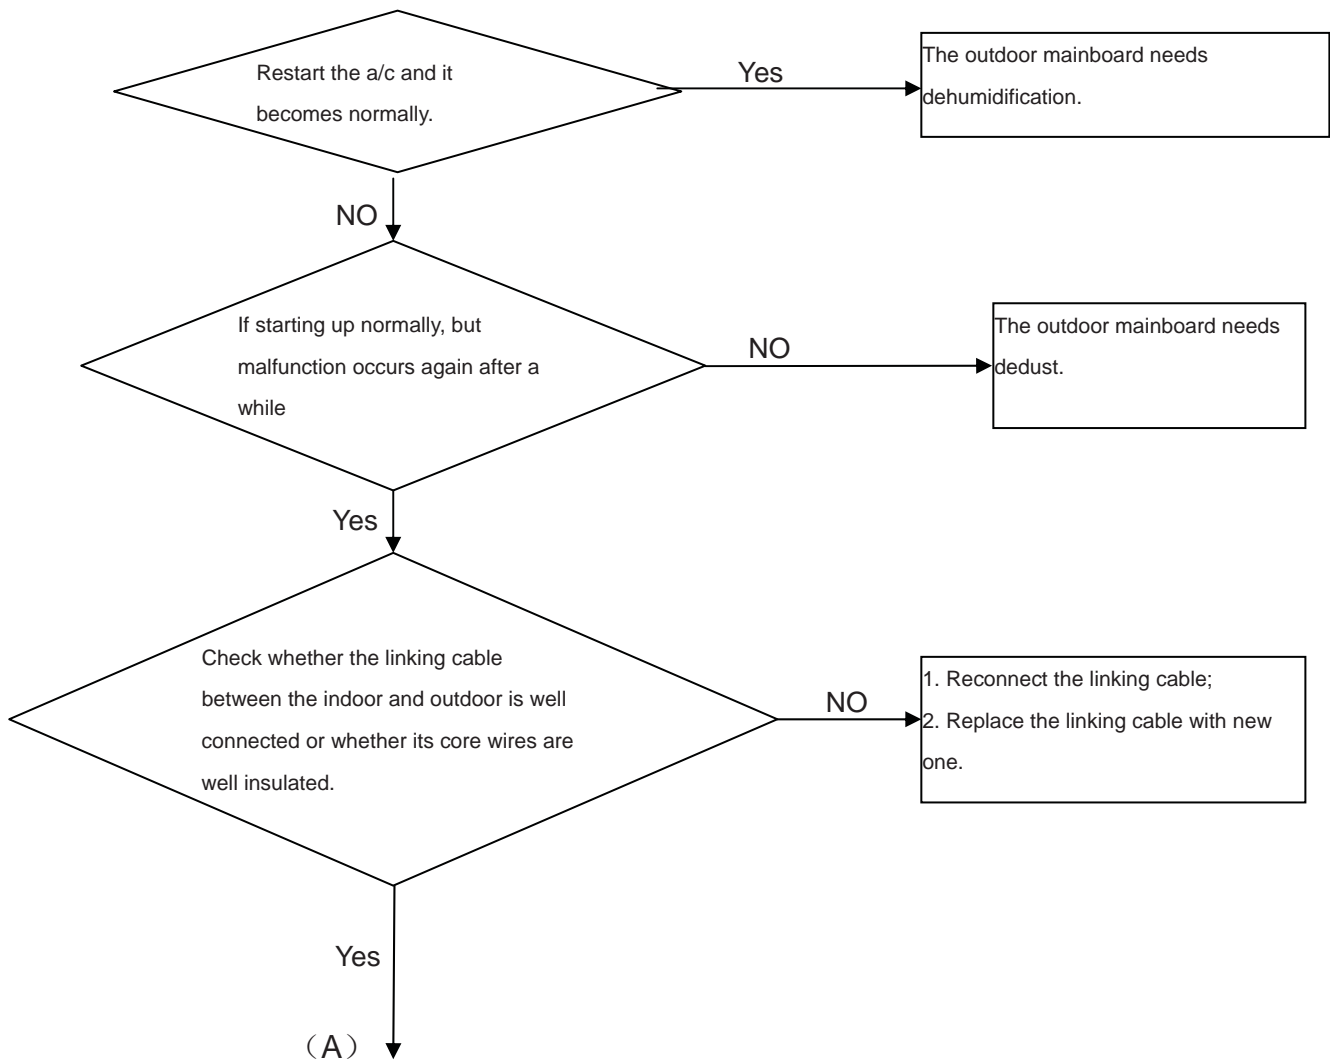 Restart the a/c and it
becomes normally.
Yes
The outdoor mainboard needs
dehumidification.
NO
If starting up normally, but
malfunction occurs again after a
while
NO
The outdoor mainboard needs
dedust.
Yes
Check whether the linking cable
between the indoor and outdoor is well
connected or whether its core wires are
well insulated.
NO
1. Reconnect the linking cable;
2. Replace the linking cable with new
one.
Yes
（A）